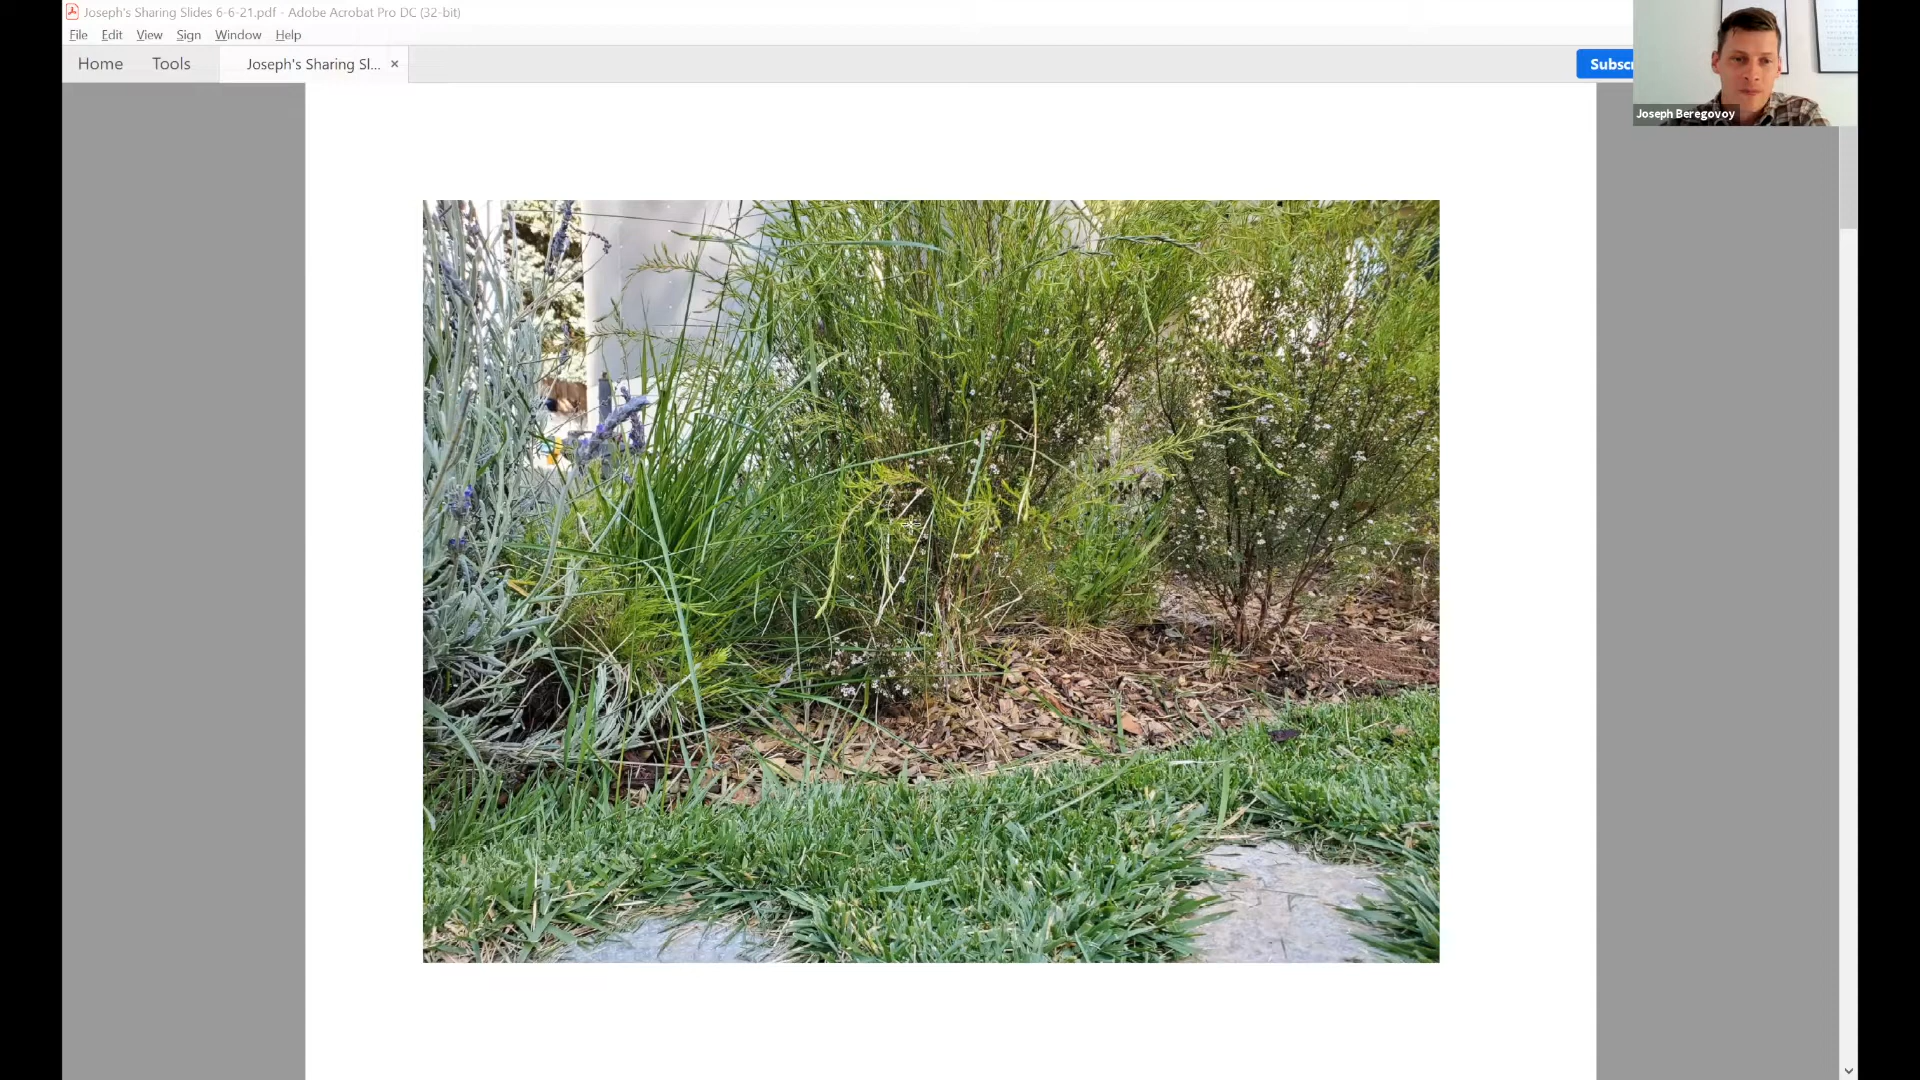 Joseph's Sharing Slides 6-6-21.pdf - Adobe Acrobat Pro DC (32-bit)
File Edit View Sign Window Help
Home Tools Joseph's Sharing Sl... ×
Subsc
Joseph Beregovoy